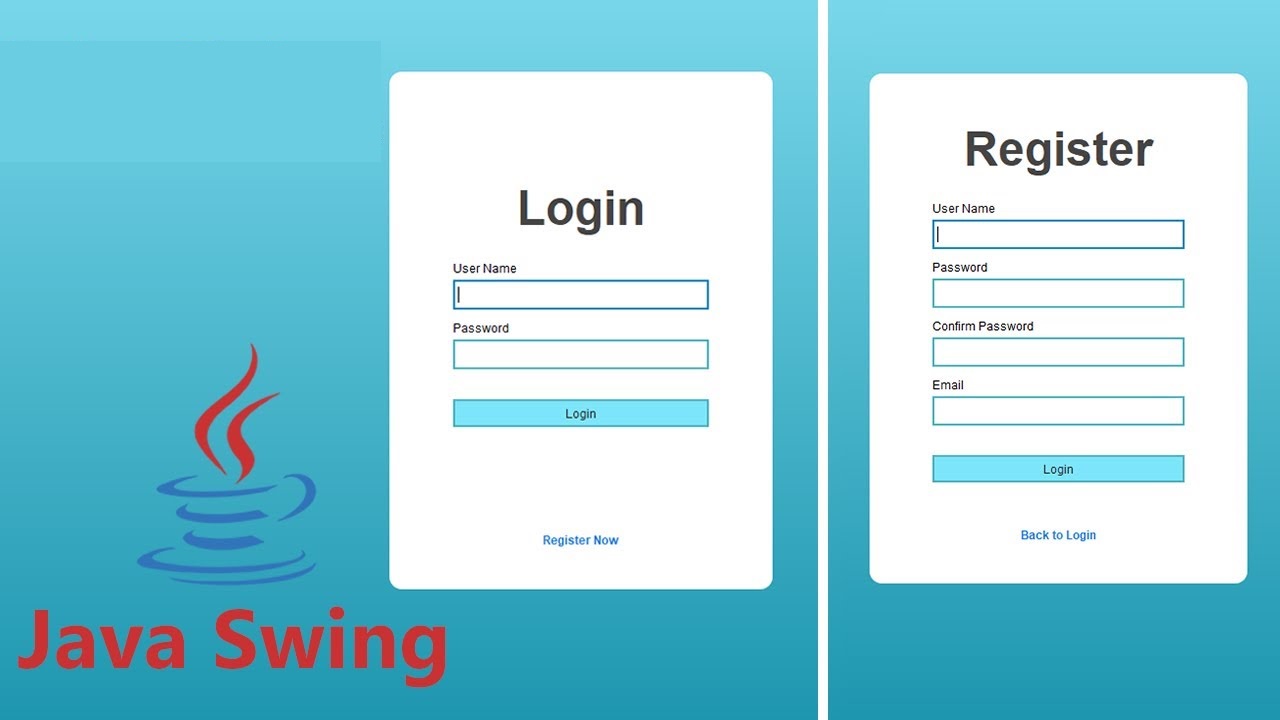 Login
User Name
Password
Login
Register Now
Java Swing
Register
User Name
Password
Confirm Password
Email
Login
Back to Login